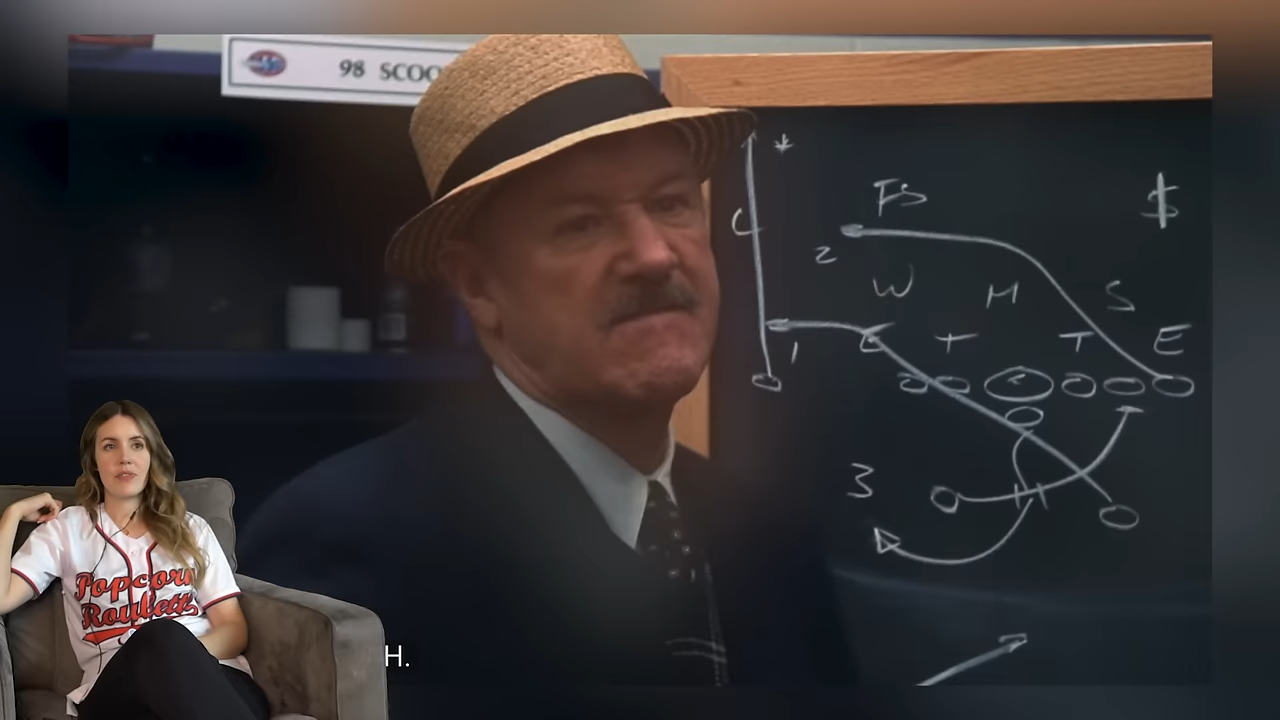 98 SCOO
*
FS
$
C
2
W M S
1 E T T E
3
Popcorn
Roulette
H.